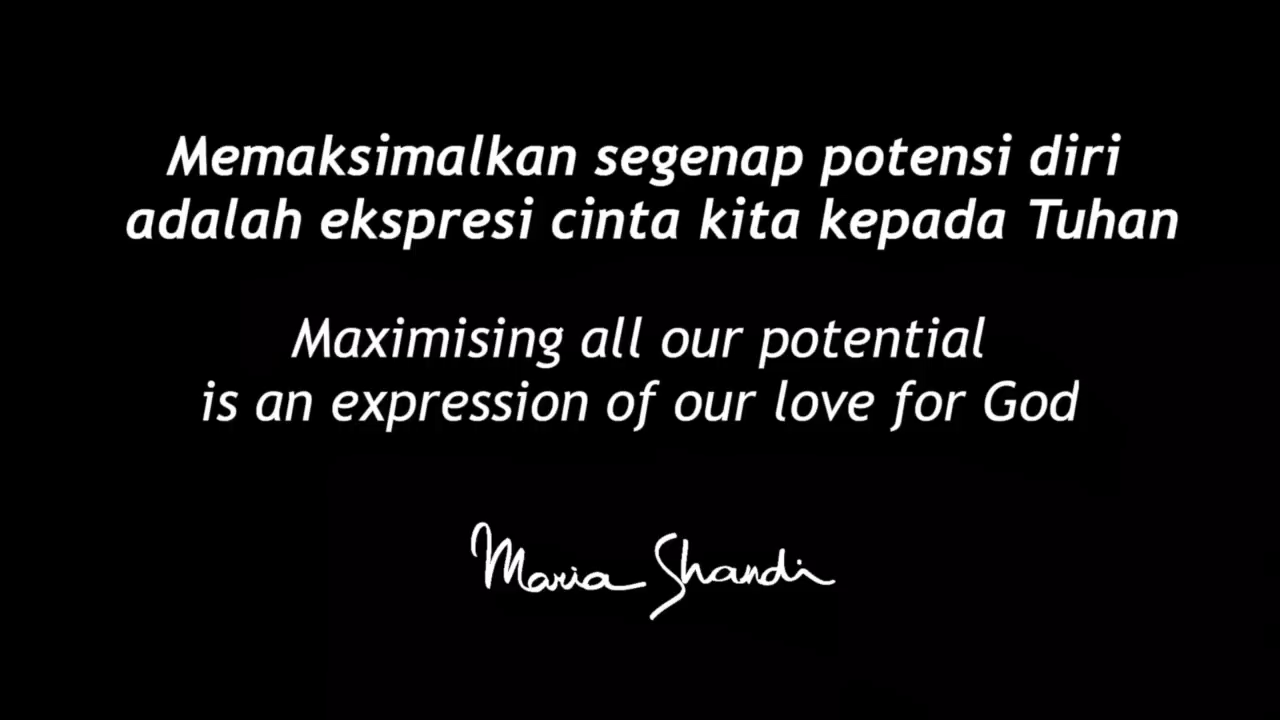 Memaksimalkan segenap potensi diri
adalah ekspresi cinta kita kepada Tuhan
Maximising all our potential
is an expression of our love for God
Maria Shandi